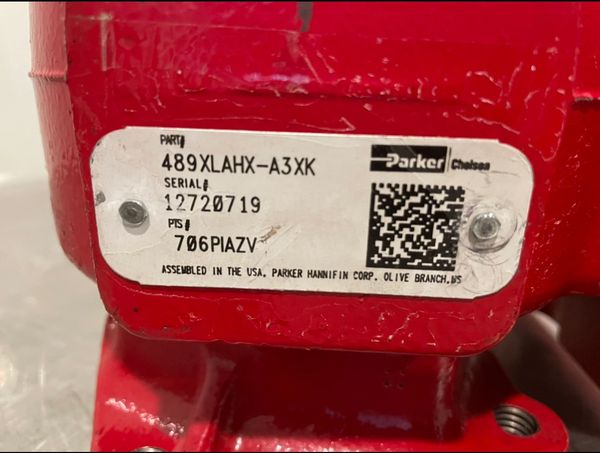 PART#
489XLAHX-A3XK
Parker Chelsea
SERIAL#
12720719
PTS #
706PIAZV
ASSEMBLED IN THE USA. PARKER HANNIFIN CORP. OLIVE BRANCH,MS